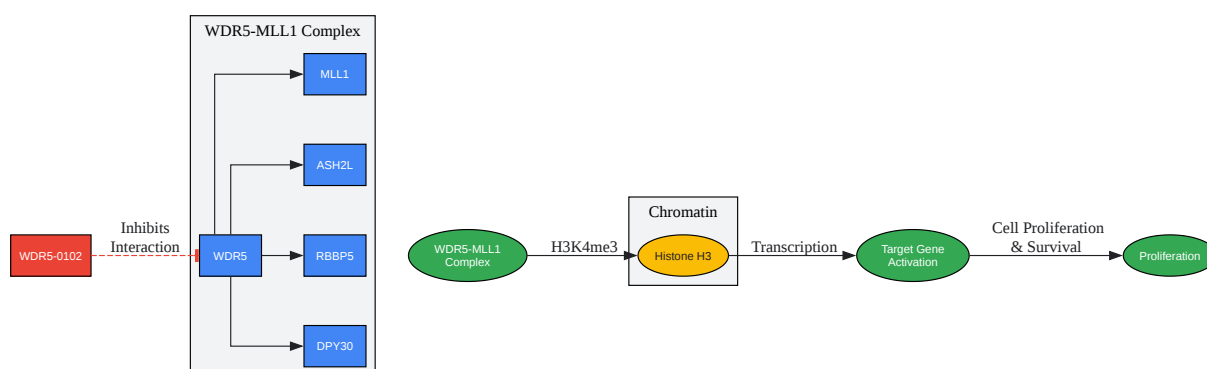 WDR5-MLL1 Complex
MLL1
ASH2L
Inhibits
Interaction
WDR5-0102
WDR5
RBBP5
DPY30
WDR5-MLL1
Complex
H3K4me3
Chromatin
Histone H3
Transcription
Target Gene
Activation
Cell Proliferation
& Survival
Proliferation